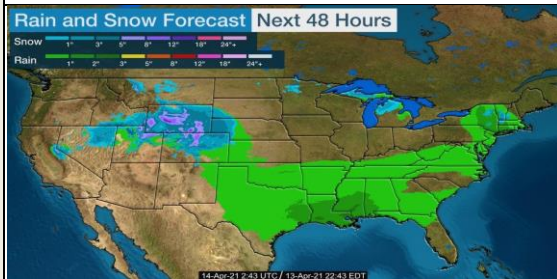 Rain and Snow Forecast Next 48 Hours
Snow 1" 3" 5" 8" 12" 18" 24"+
Rain 1" 2" 3" 5" 8" 12" 18" 24"+
14-Apr-21 2:43 UTC / 13-Apr-21 22:43 EDT